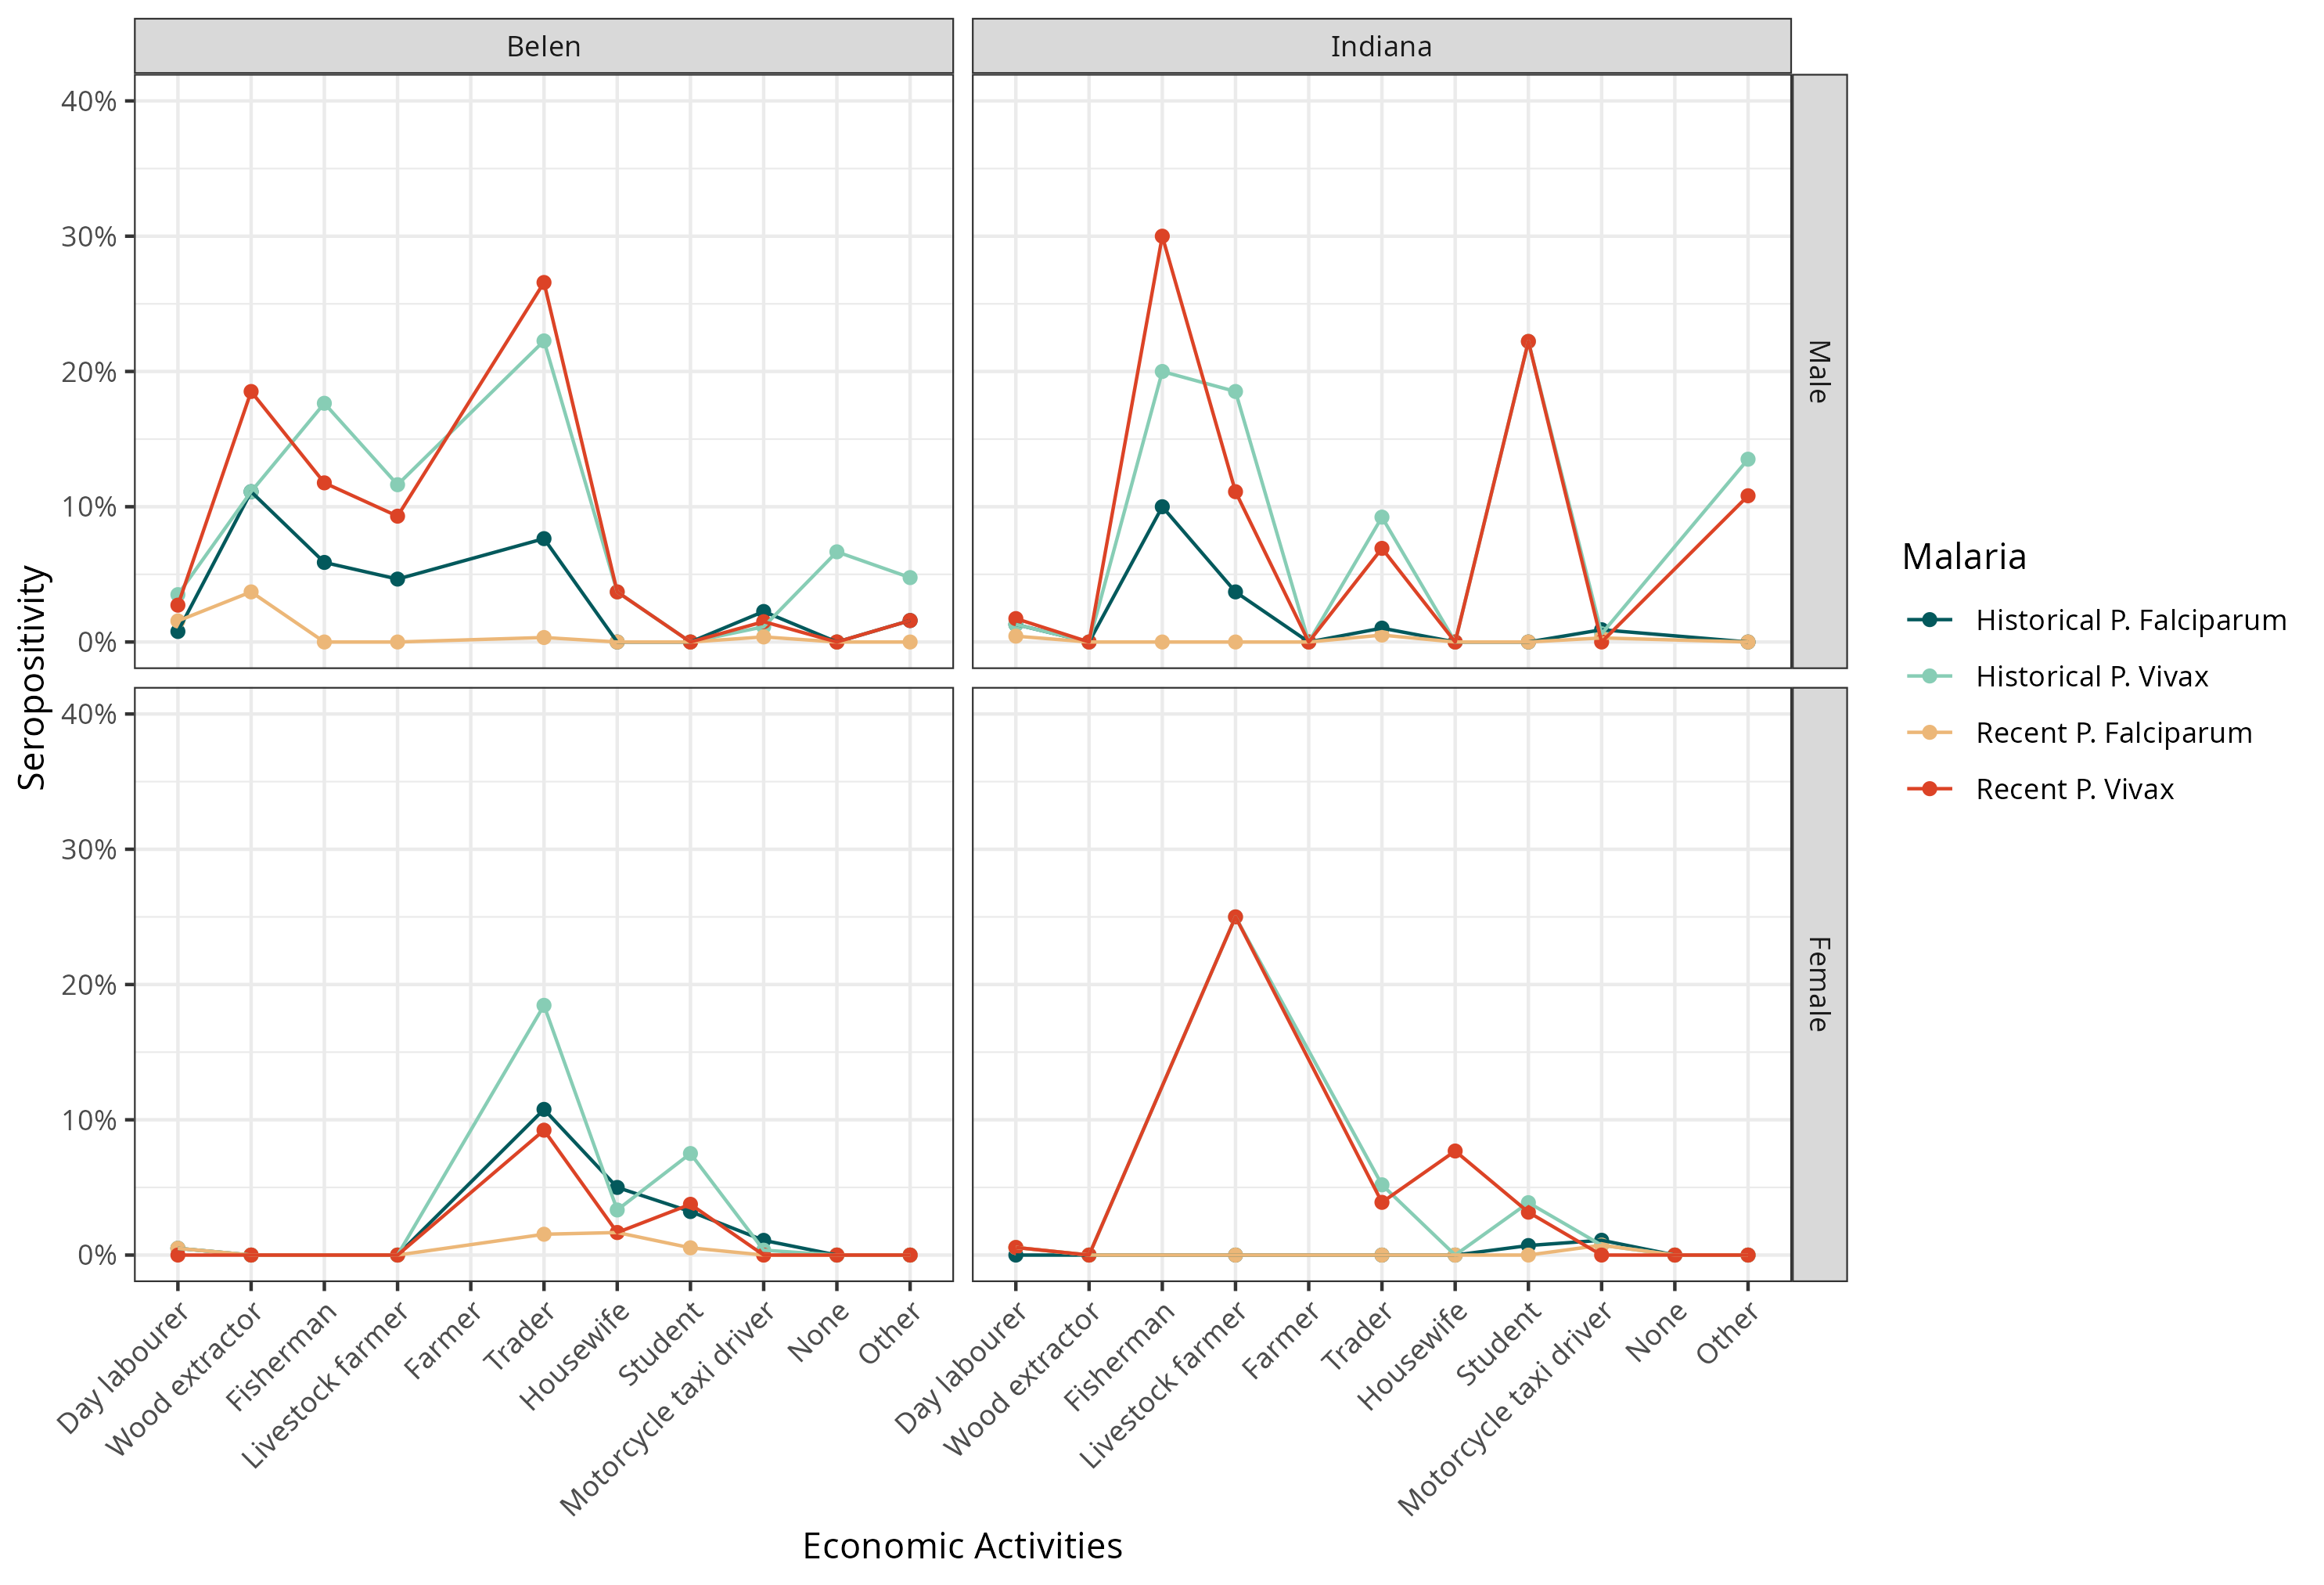 Belen
Indiana
40%
30%
20%
10%
0%
Male
40%
30%
20%
10%
0%
Female
Seropositivity
Day labourer
Wood extractor
Fisherman
Livestock farmer
Farmer
Trader
Housewife
Student
Motorcycle taxi driver
None
Other
Day labourer
Wood extractor
Fisherman
Livestock farmer
Farmer
Trader
Housewife
Student
Motorcycle taxi driver
None
Other
Economic Activities
Malaria
Historical P. Falciparum
Historical P. Vivax
Recent P. Falciparum
Recent P. Vivax